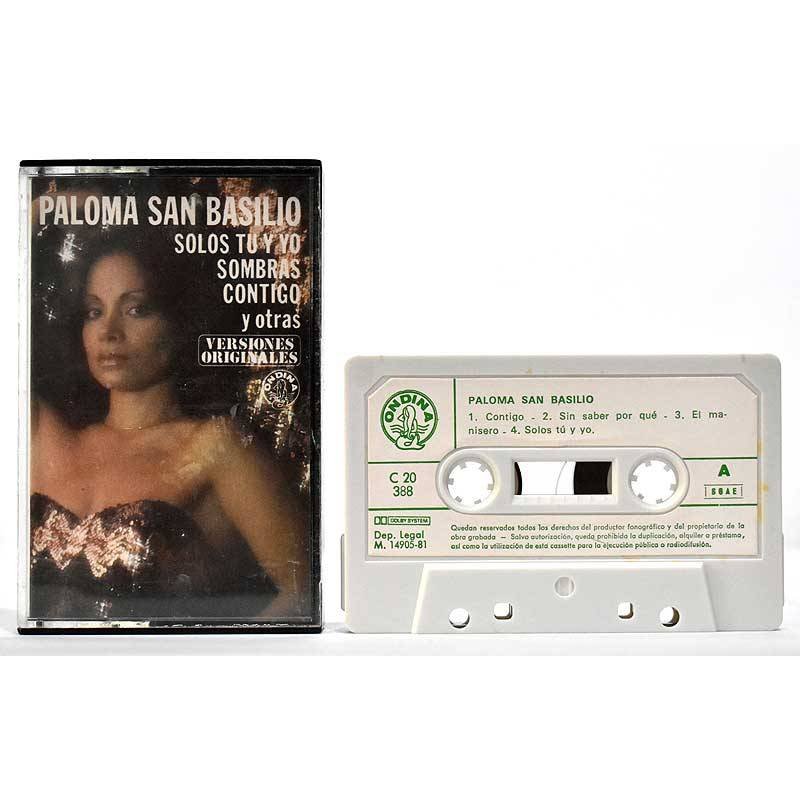 PALOMA SAN BASILIO
SOLOS TU Y YO
SOMBRAS
CONTIGO
y otras
VERSIONES
ORIGINALES
ONDINA
ONDINA
PALOMA SAN BASILIO
1. Contigo - 2. Sin saber por qué - 3. El ma-
nisero - 4. Solos tú y yo.
C 20
388
A
SGAE
DOLBY SYSTEM
Dep. Legal
M. 14905-81
Quedan reservados todos los derechos del productor fonográfico y del propietario de la
obra grabada — Salvo autorización, queda prohibida la duplicación, alquiler o préstamo,
así como la utilización de esta cassette para la ejecución pública o radiodifusión.